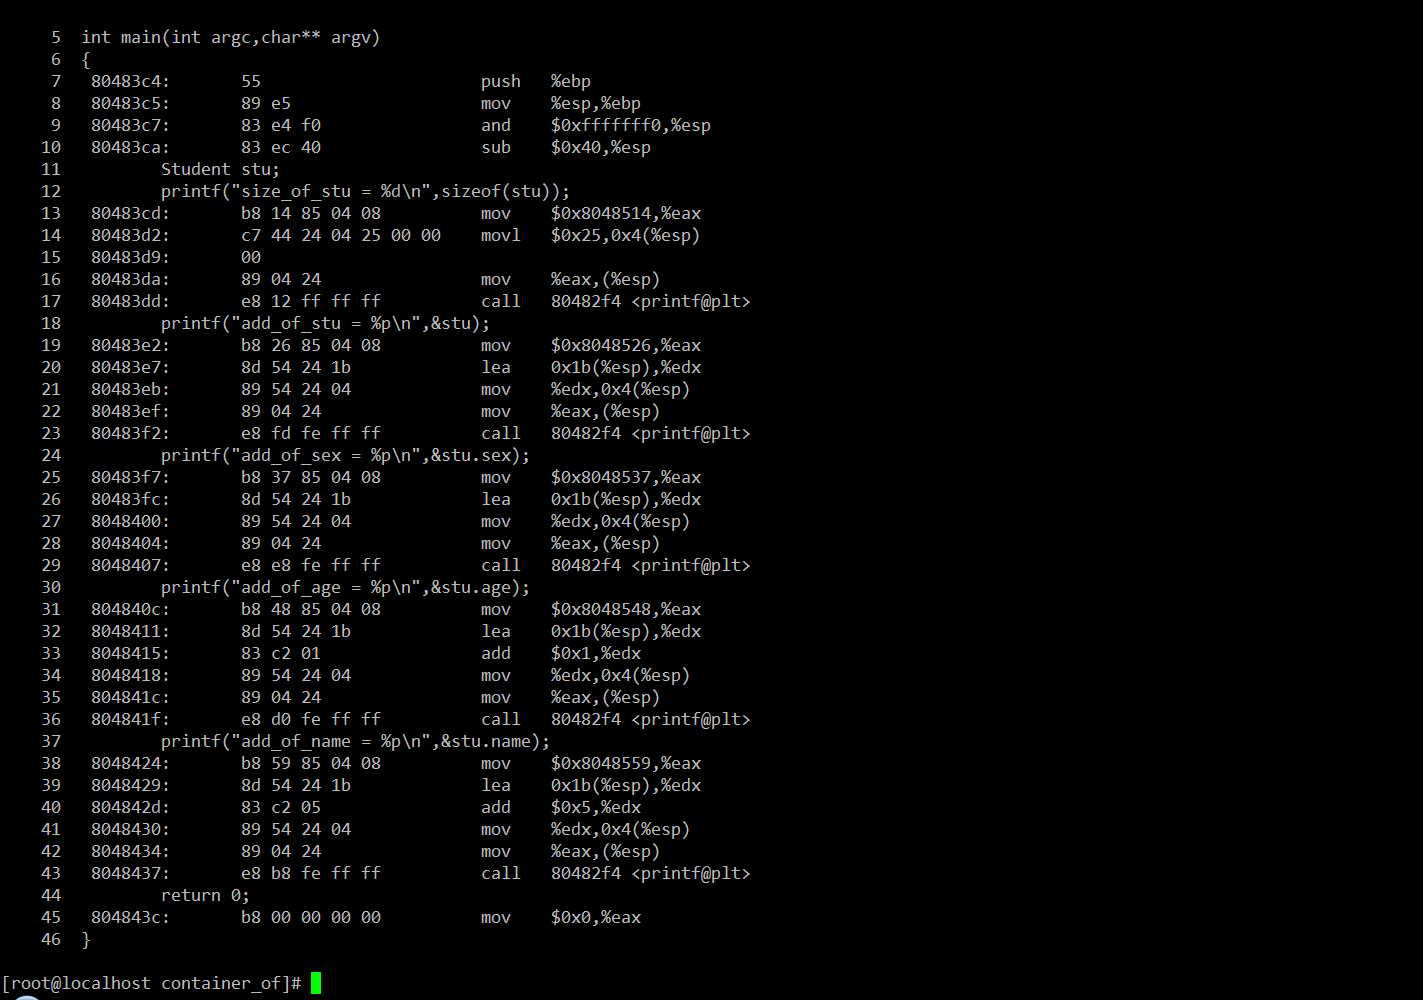 5  int main(int argc,char** argv)
6  {
7   80483c4:       55                      push   %ebp
8   80483c5:       89 e5                   mov    %esp,%ebp
9   80483c7:       83 e4 f0                and    $0xfffffff0,%esp
10   80483ca:       83 ec 40                sub    $0x40,%esp
11          Student stu;
12          printf("size_of_stu = %d\n",sizeof(stu));
13   80483cd:       b8 14 85 04 08          mov    $0x8048514,%eax
14   80483d2:       c7 44 24 04 25 00 00    movl   $0x25,0x4(%esp)
15   80483d9:       00
16   80483da:       89 04 24                mov    %eax,(%esp)
17   80483dd:       e8 12 ff ff ff          call   80482f4 <printf@plt>
18          printf("add_of_stu = %p\n",&stu);
19   80483e2:       b8 26 85 04 08          mov    $0x8048526,%eax
20   80483e7:       8d 54 24 1b             lea    0x1b(%esp),%edx
21   80483eb:       89 54 24 04             mov    %edx,0x4(%esp)
22   80483ef:       89 04 24                mov    %eax,(%esp)
23   80483f2:       e8 fd fe ff ff          call   80482f4 <printf@plt>
24          printf("add_of_sex = %p\n",&stu.sex);
25   80483f7:       b8 37 85 04 08          mov    $0x8048537,%eax
26   80483fc:       8d 54 24 1b             lea    0x1b(%esp),%edx
27   8048400:       89 54 24 04             mov    %edx,0x4(%esp)
28   8048404:       89 04 24                mov    %eax,(%esp)
29   8048407:       e8 e8 fe ff ff          call   80482f4 <printf@plt>
30          printf("add_of_age = %p\n",&stu.age);
31   804840c:       b8 48 85 04 08          mov    $0x8048548,%eax
32   8048411:       8d 54 24 1b             lea    0x1b(%esp),%edx
33   8048415:       83 c2 01                add    $0x1,%edx
34   8048418:       89 54 24 04             mov    %edx,0x4(%esp)
35   804841c:       89 04 24                mov    %eax,(%esp)
36   804841f:       e8 d0 fe ff ff          call   80482f4 <printf@plt>
37          printf("add_of_name = %p\n",&stu.name);
38   8048424:       b8 59 85 04 08          mov    $0x8048559,%eax
39   8048429:       8d 54 24 1b             lea    0x1b(%esp),%edx
40   804842d:       83 c2 05                add    $0x5,%edx
41   8048430:       89 54 24 04             mov    %edx,0x4(%esp)
42   8048434:       89 04 24                mov    %eax,(%esp)
43   8048437:       e8 b8 fe ff ff          call   80482f4 <printf@plt>
44          return 0;
45   804843c:       b8 00 00 00 00          mov    $0x0,%eax
46  }
[root@localhost container_of]#